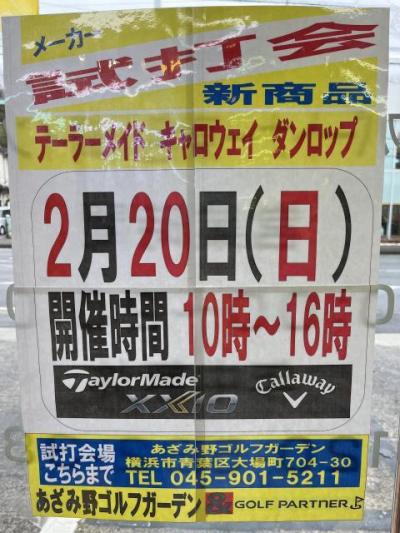 メーカー
試打会
新商品
テーラーメイド キャロウェイ ダンロップ
2月20日(日)
開催時間 10時～16時
TaylorMade
Callaway
XXIO
試打会場
こちらまで
あざみ野ゴルフガーデン
横浜市青葉区大場町704-30
TEL 045-901-5211
あざみ野ゴルフガーデン
&G GOLF PARTNER